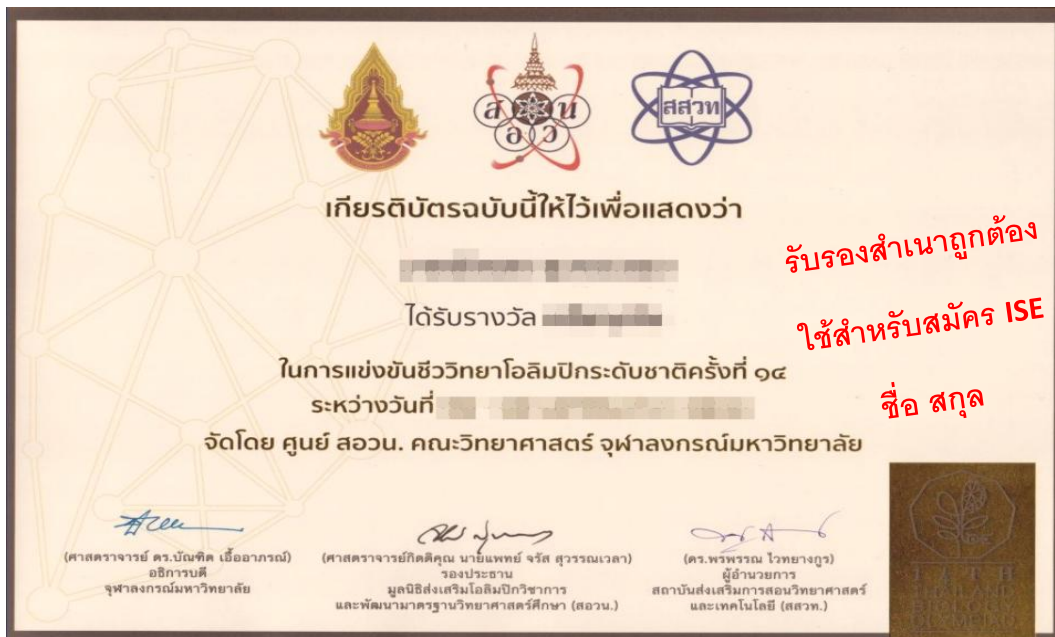 ส อ ว น
สสวท
เกียรติบัตรฉบับนี้ให้ไว้เพื่อแสดงว่า
ได้รับรางวัล
ในการแข่งขันชีววิทยาโอลิมปิกระดับชาติครั้งที่ ๑๔
ระหว่างวันที่
จัดโดย ศูนย์ สอวน. คณะวิทยาศาสตร์ จุฬาลงกรณ์มหาวิทยาลัย
รับรองสำเนาถูกต้อง
ใช้สำหรับสมัคร ISE
ชื่อ สกุล
(ศาสตราจารย์ ดร.บัณฑิต เอื้ออาภรณ์)
อธิการบดี
จุฬาลงกรณ์มหาวิทยาลัย
(ศาสตราจารย์กิตติคุณ นายแพทย์ จรัส สุวรรณเวลา)
รองประธาน
มูลนิธิส่งเสริมโอลิมปิกวิชาการ
และพัฒนามาตรฐานวิทยาศาสตร์ศึกษา (สอวน.)
(ดร.พรพรรณ ไวทยางกูร)
ผู้อำนวยการ
สถาบันส่งเสริมการสอนวิทยาศาสตร์
และเทคโนโลยี (สสวท.)
14TH
THAILAND
BIOLOGY
OLYMPIAD